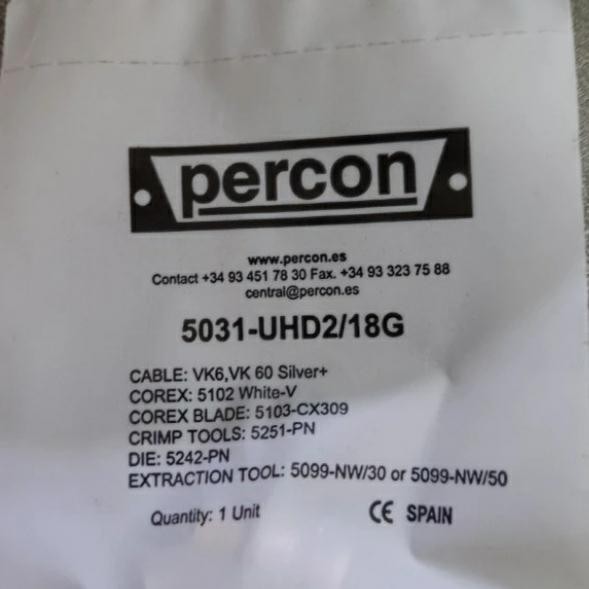 percon
www.percon.es
Contact +34 93 451 78 30 Fax. +34 93 323 75 88
central@percon.es
5031-UHD2/18G
CABLE: VK6,VK 60 Silver+
COREX: 5102 White-V
COREX BLADE: 5103-CX309
CRIMP TOOLS: 5251-PN
DIE: 5242-PN
EXTRACTION TOOL: 5099-NW/30 or 5099-NW/50
Quantity: 1 Unit CE SPAIN